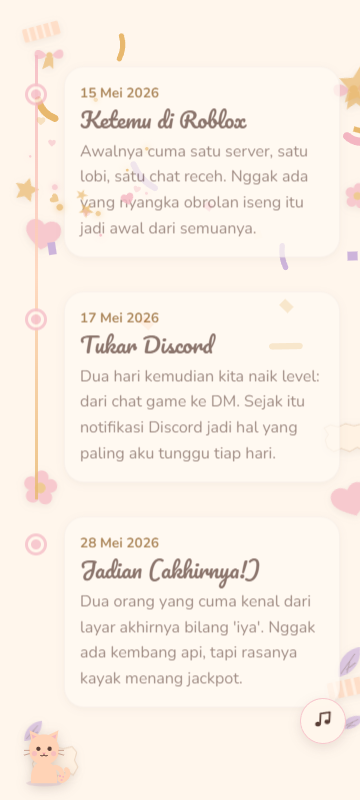 15 Mei 2026
Ketemu di Roblox
Awalnya cuma satu server, satu
lobi, satu chat receh. Nggak ada
yang nyangka obrolan iseng itu
jadi awal dari semuanya.
17 Mei 2026
Tukar Discord
Dua hari kemudian kita naik level:
dari chat game ke DM. Sejak itu
notifikasi Discord jadi hal yang
paling aku tunggu tiap hari.
28 Mei 2026
Jadian (akhirnya!)
Dua orang yang cuma kenal dari
layar akhirnya bilang 'iya'. Nggak
ada kembang api, tapi rasanya
kayak menang jackpot.